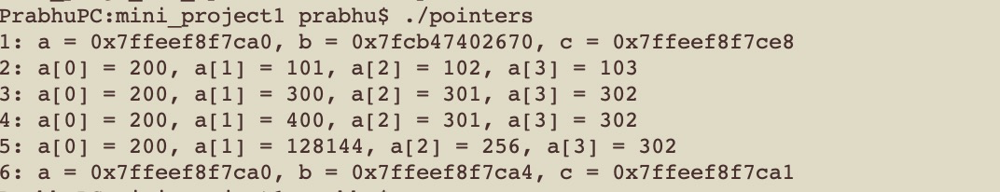 PrabhuPC:mini_project1 prabhu$ ./pointers
1: a = 0x7ffeef8f7ca0, b = 0x7fcb47402670, c = 0x7ffeef8f7ce8
2: a[0] = 200, a[1] = 101, a[2] = 102, a[3] = 103
3: a[0] = 200, a[1] = 300, a[2] = 301, a[3] = 302
4: a[0] = 200, a[1] = 400, a[2] = 301, a[3] = 302
5: a[0] = 200, a[1] = 128144, a[2] = 256, a[3] = 302
6: a = 0x7ffeef8f7ca0, b = 0x7ffeef8f7ca4, c = 0x7ffeef8f7ca1